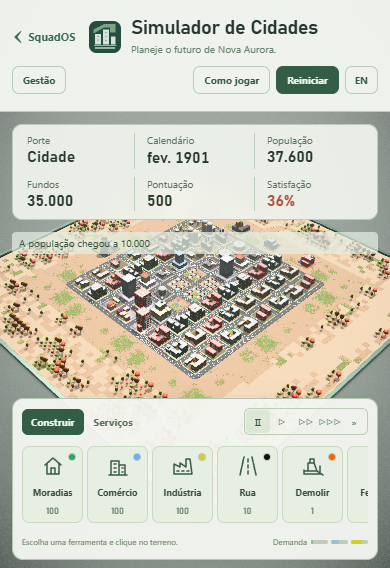 SquadOS
Simulador de Cidades
Planeje o futuro de Nova Aurora.
Gestão
Como jogar
Reiniciar
EN
Porte
Cidade
Calendário
fev. 1901
População
37.600
Fundos
35.000
Pontuação
500
Satisfação
36%
A população chegou a 10.000
Construir
Serviços
Moradias
100
Comércio
100
Indústria
100
Rua
10
Demolir
1
Fe
Escolha uma ferramenta e clique no terreno.
Demanda